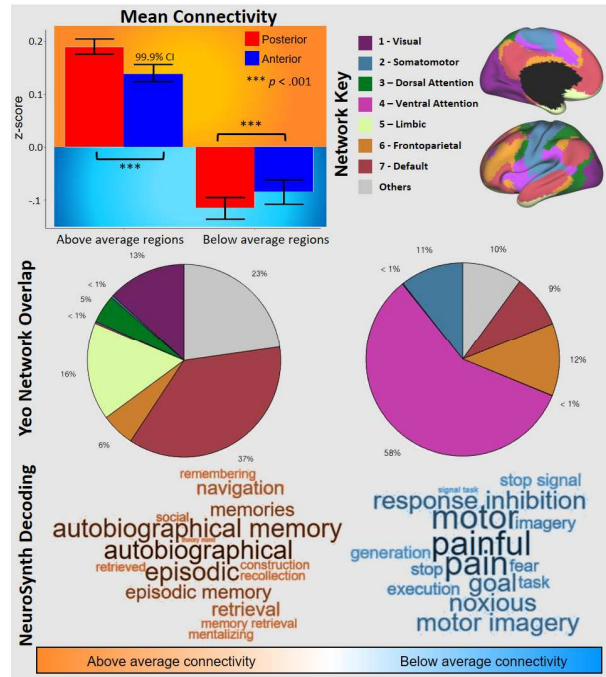 Mean Connectivity
z-score
0.2
0.1
0.0
-.1
99.9% CI
Posterior
Anterior
*** p < .001
***
***
Above average regions
Below average regions
Network Key
1 - Visual
2 - Somatomotor
3 – Dorsal Attention
4 – Ventral Attention
5 – Limbic
6 - Frontoparietal
7 - Default
Others
Yeo Network Overlap
13%
< 1%
5%
< 1%
16%
6%
37%
23%
11%
< 1%
10%
9%
12%
< 1%
58%
NeuroSynth Decoding
remembering
navigation
memories
social
autobiographical memory
theory mind
autobiographical
retrieved
episodic
construction
recollection
episodic memory
retrieval
memory retrieval
mentalizing
signal task
stop signal
response inhibition
motor
imagery
painful
generation
pain
stop
fear
execution
goal
task
noxious
motor imagery
Above average connectivity
Below average connectivity